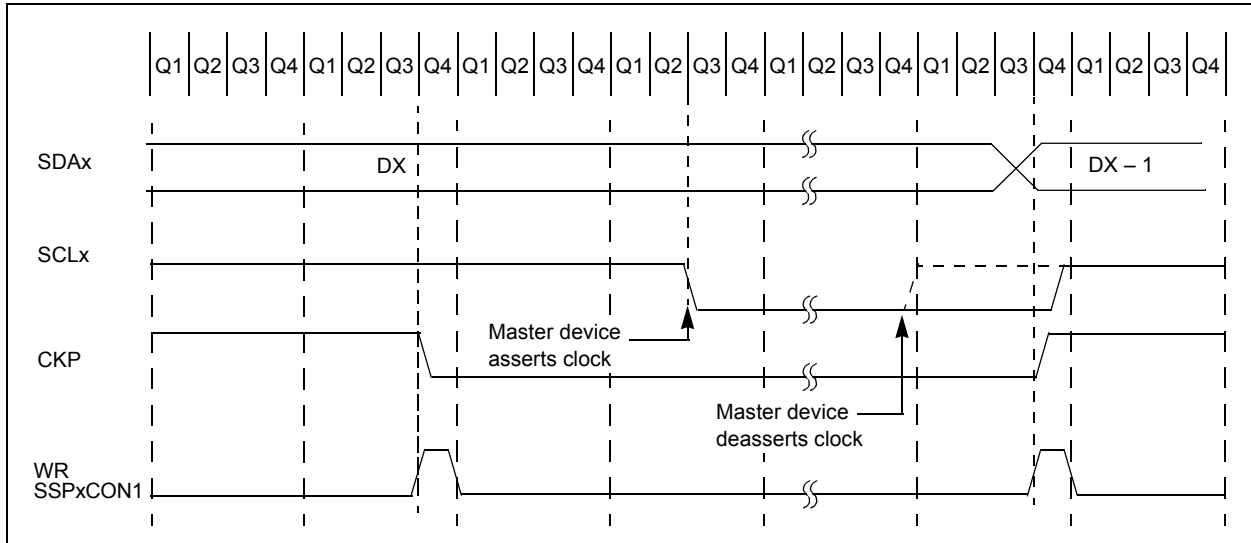 Q1 Q2 Q3 Q4 Q1 Q2 Q3 Q4 Q1 Q2 Q3 Q4 Q1 Q2 Q3 Q4 Q1 Q2 Q3 Q4 Q1 Q2 Q3 Q4 Q1 Q2 Q3 Q4
SDAx
DX
DX – 1
SCLx
Master device
asserts clock
CKP
Master device
deasserts clock
WR
SSPxCON1